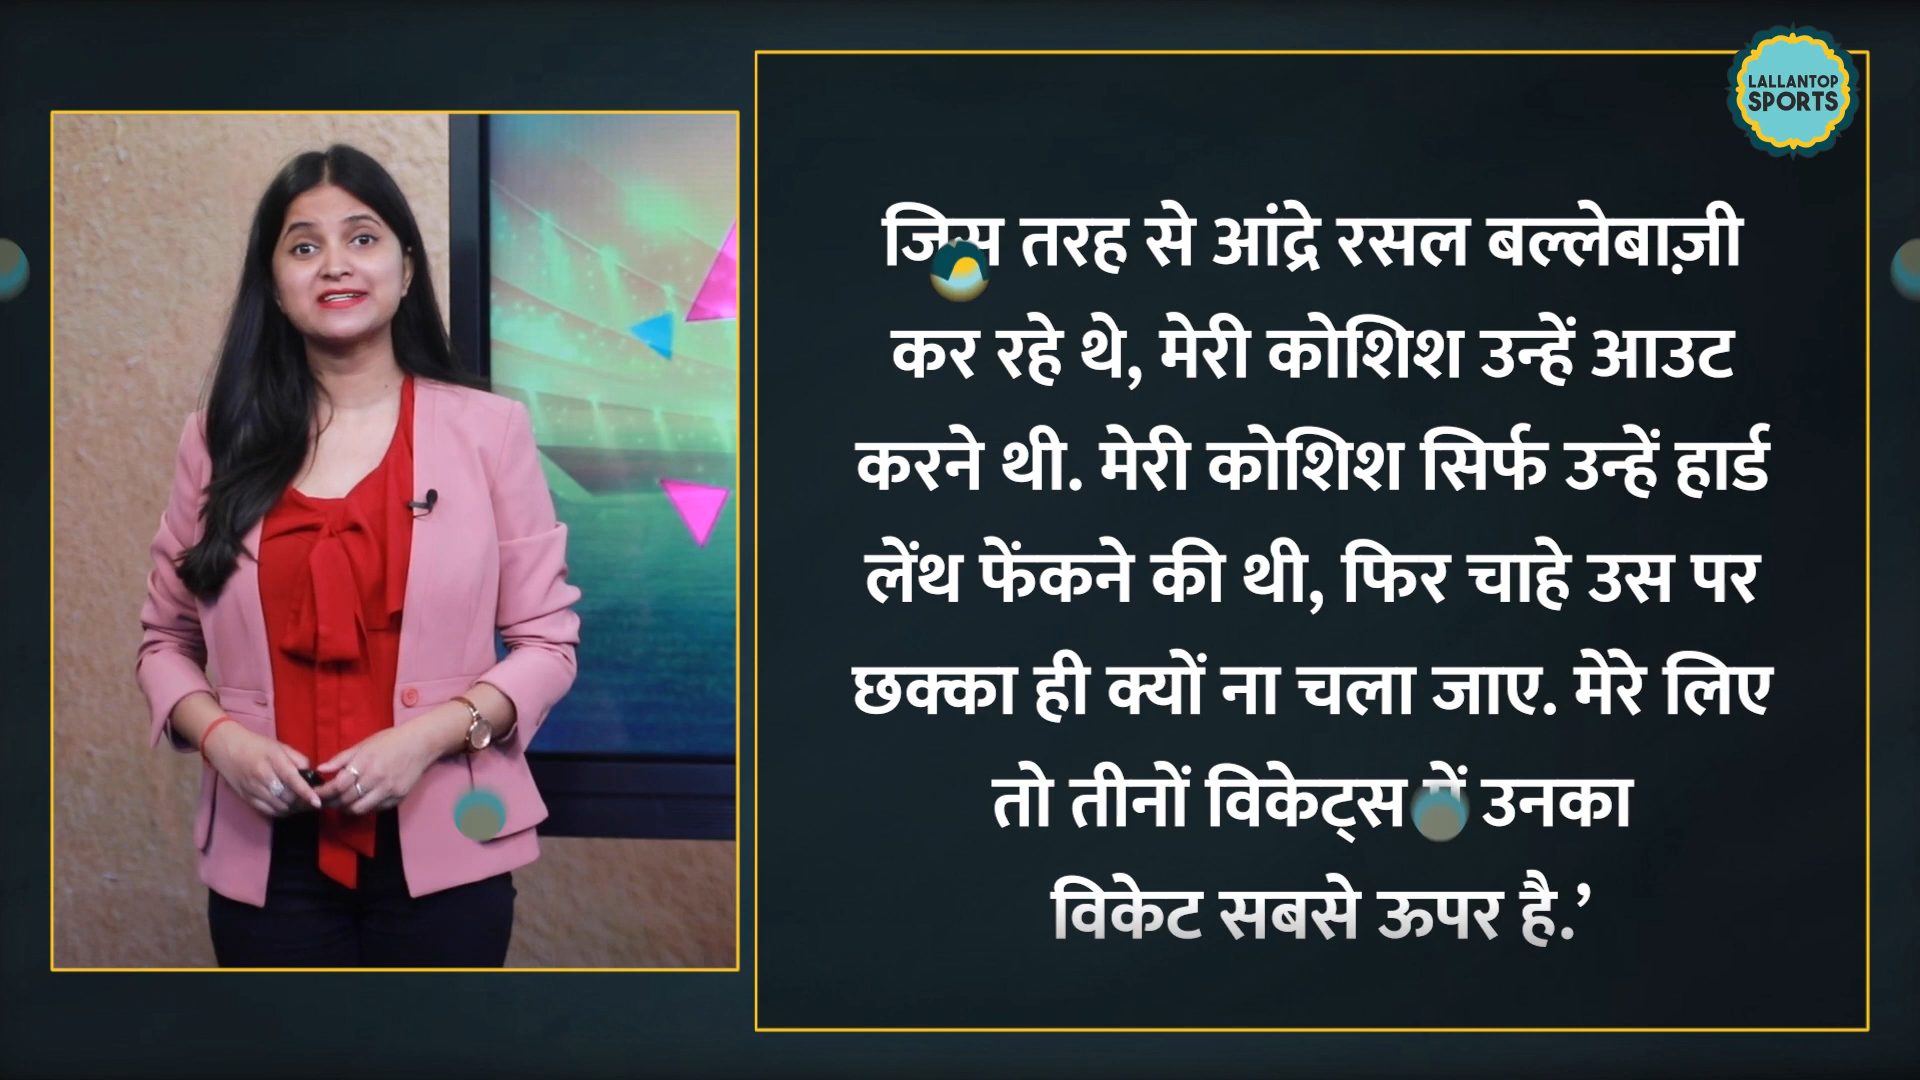 LALLANTOP
SPORTS
जिस तरह से आंद्रे रसल बल्लेबाज़ी
कर रहे थे, मेरी कोशिश उन्हें आउट
करने थी. मेरी कोशिश सिर्फ उन्हें हार्ड
लेंथ फेंकने की थी, फिर चाहे उस पर
छक्का ही क्यों ना चला जाए. मेरे लिए
तो तीनों विकेट्स में उनका
विकेट सबसे ऊपर है.’